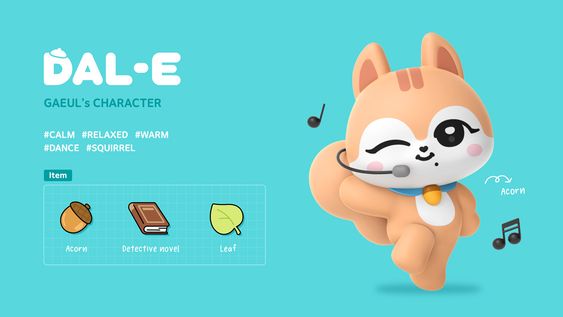 DAL-E
GAEUL's CHARACTER
#CALM #RELAXED #WARM
#DANCE #SQUIRREL
Item
Acorn
Detective novel
Leaf
Acorn